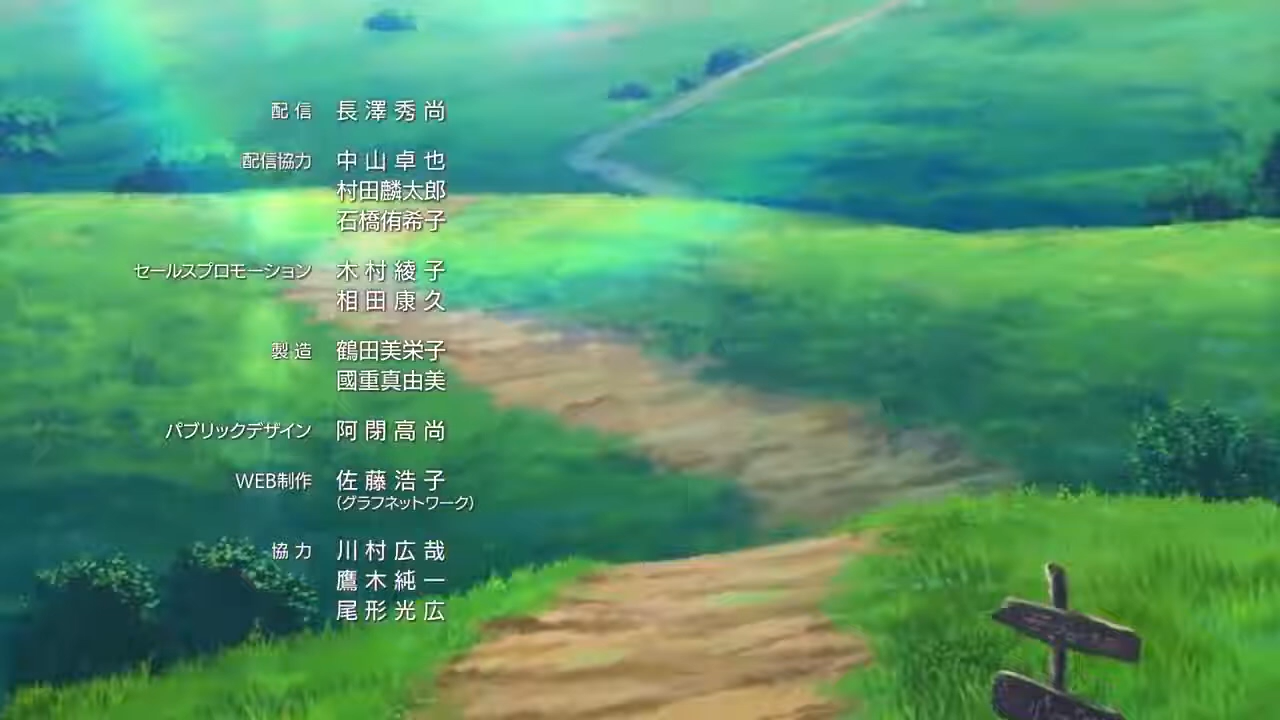 配信 長澤秀尚
配信協力 中山卓也
村田麟太郎
石橋侑希子
セールスプロモーション 木村綾子
相田康久
製造 鶴田美栄子
國重真由美
パブリックデザイン 阿閉高尚
WEB制作 佐藤浩子
(グラフネットワーク)
協力 川村広哉
鷹木純一
尾形光広